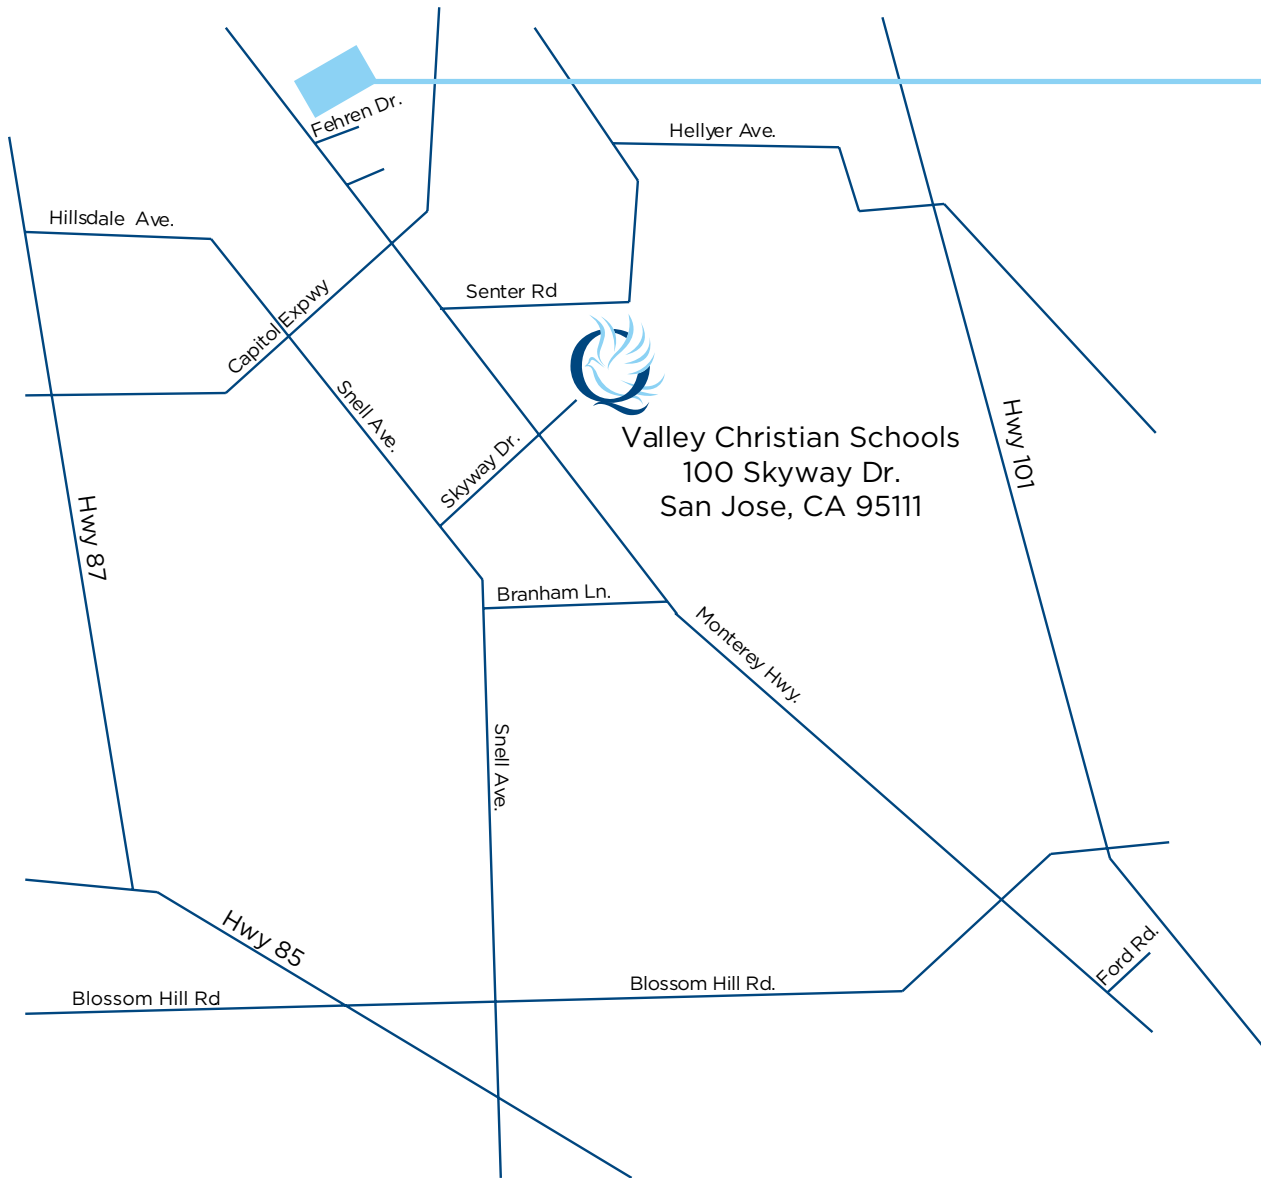 Fehren Dr.
Hellyer Ave.
Hillsdale Ave.
Senter Rd
Capitol Expwy
Snell Ave.
Skyway Dr.
Valley Christian Schools
100 Skyway Dr.
San Jose, CA 95111
Hwy 101
Hwy 87
Branham Ln.
Monterey Hwy.
Snell Ave.
Hwy 85
Ford Rd.
Blossom Hill Rd.
Blossom Hill Rd